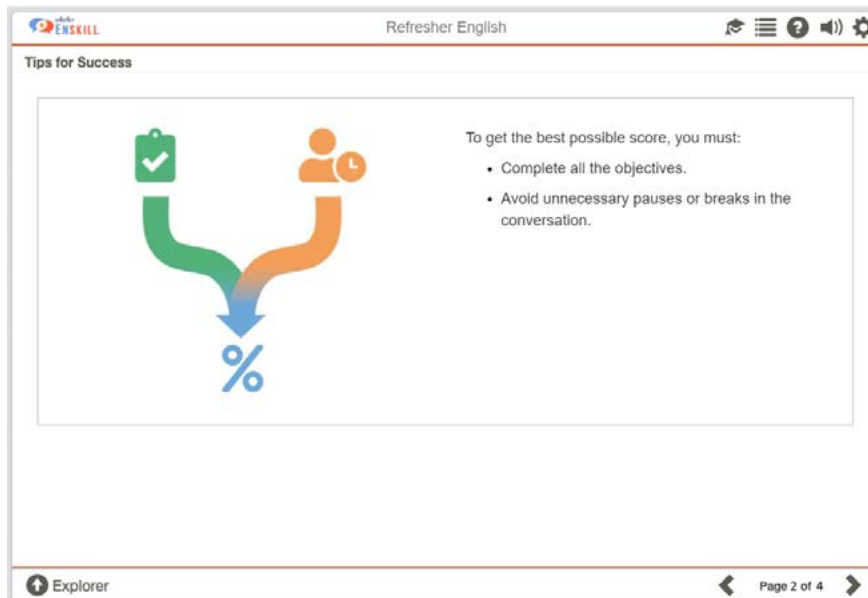 ENSKILL
Refresher English
Tips for Success
To get the best possible score, you must:
• Complete all the objectives.
• Avoid unnecessary pauses or breaks in the
conversation.
%
Explorer
Page 2 of 4